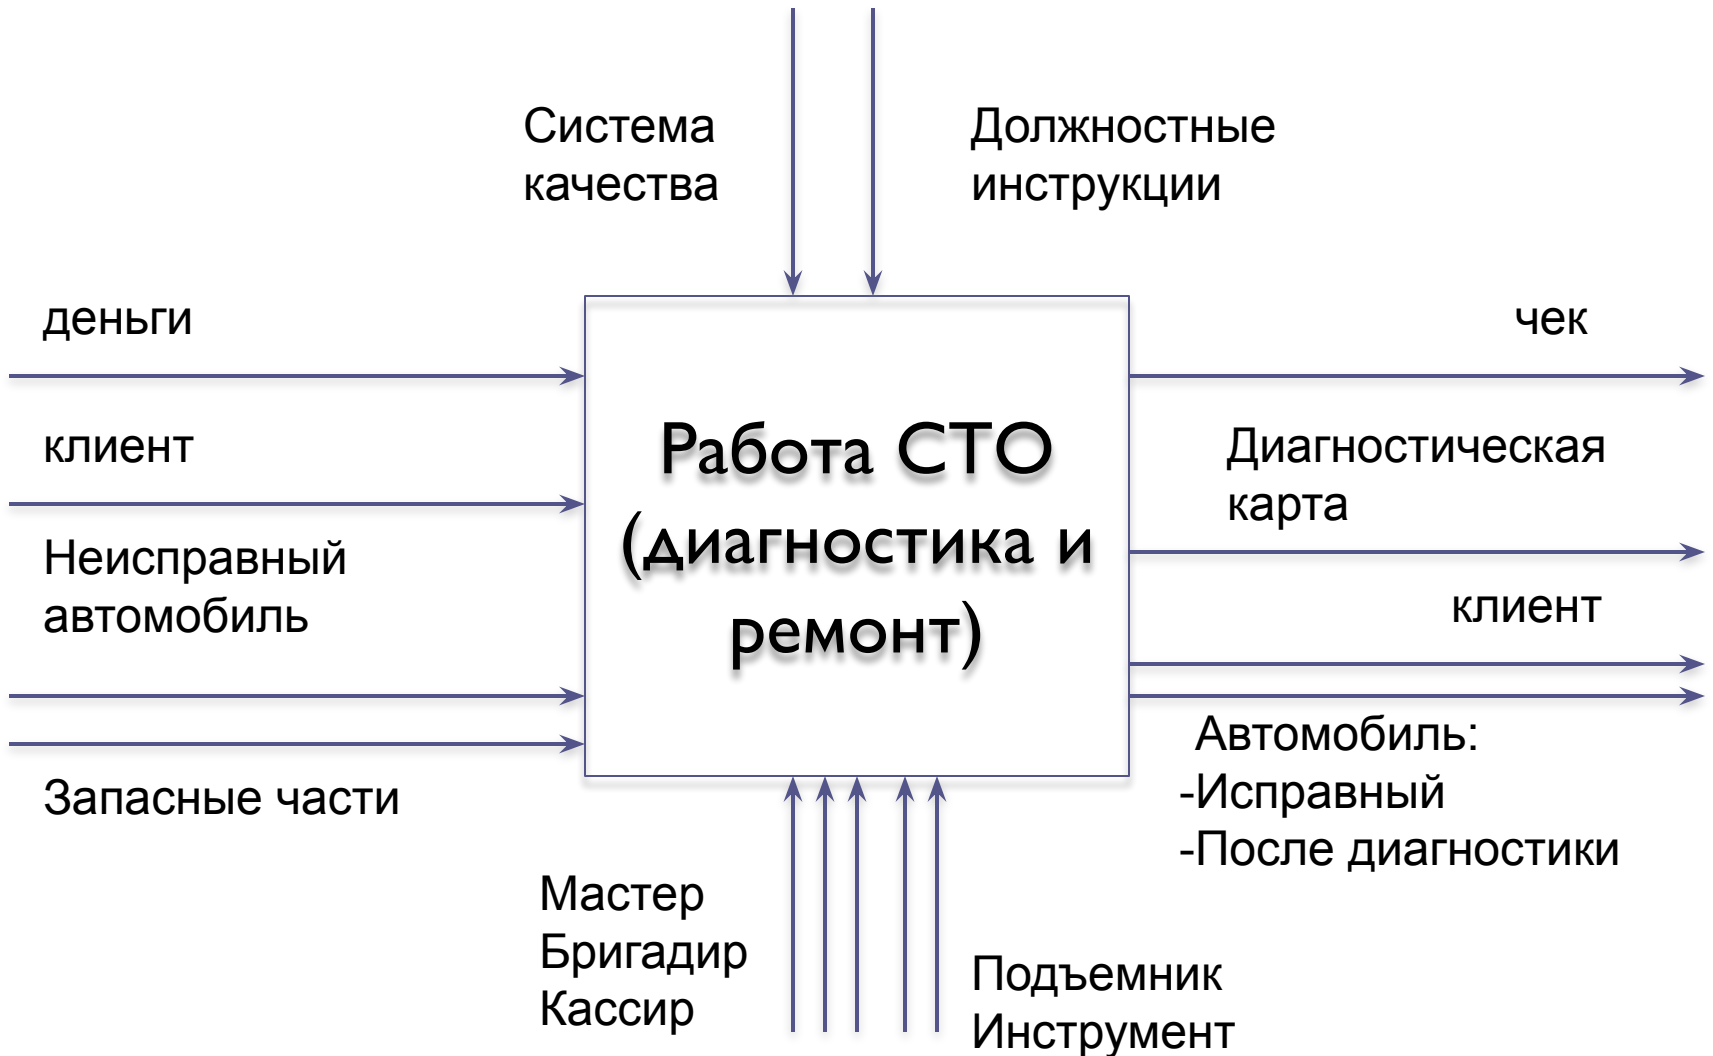 Система
качества
Должностные
инструкции
деньги
клиент
Неисправный
автомобиль
Запасные части
Работа СТО
(диагностика и
ремонт)
чек
Диагностическая
карта
клиент
Автомобиль:
-Исправный
-После диагностики
Мастер
Бригадир
Кассир
Подъемник
Инструмент